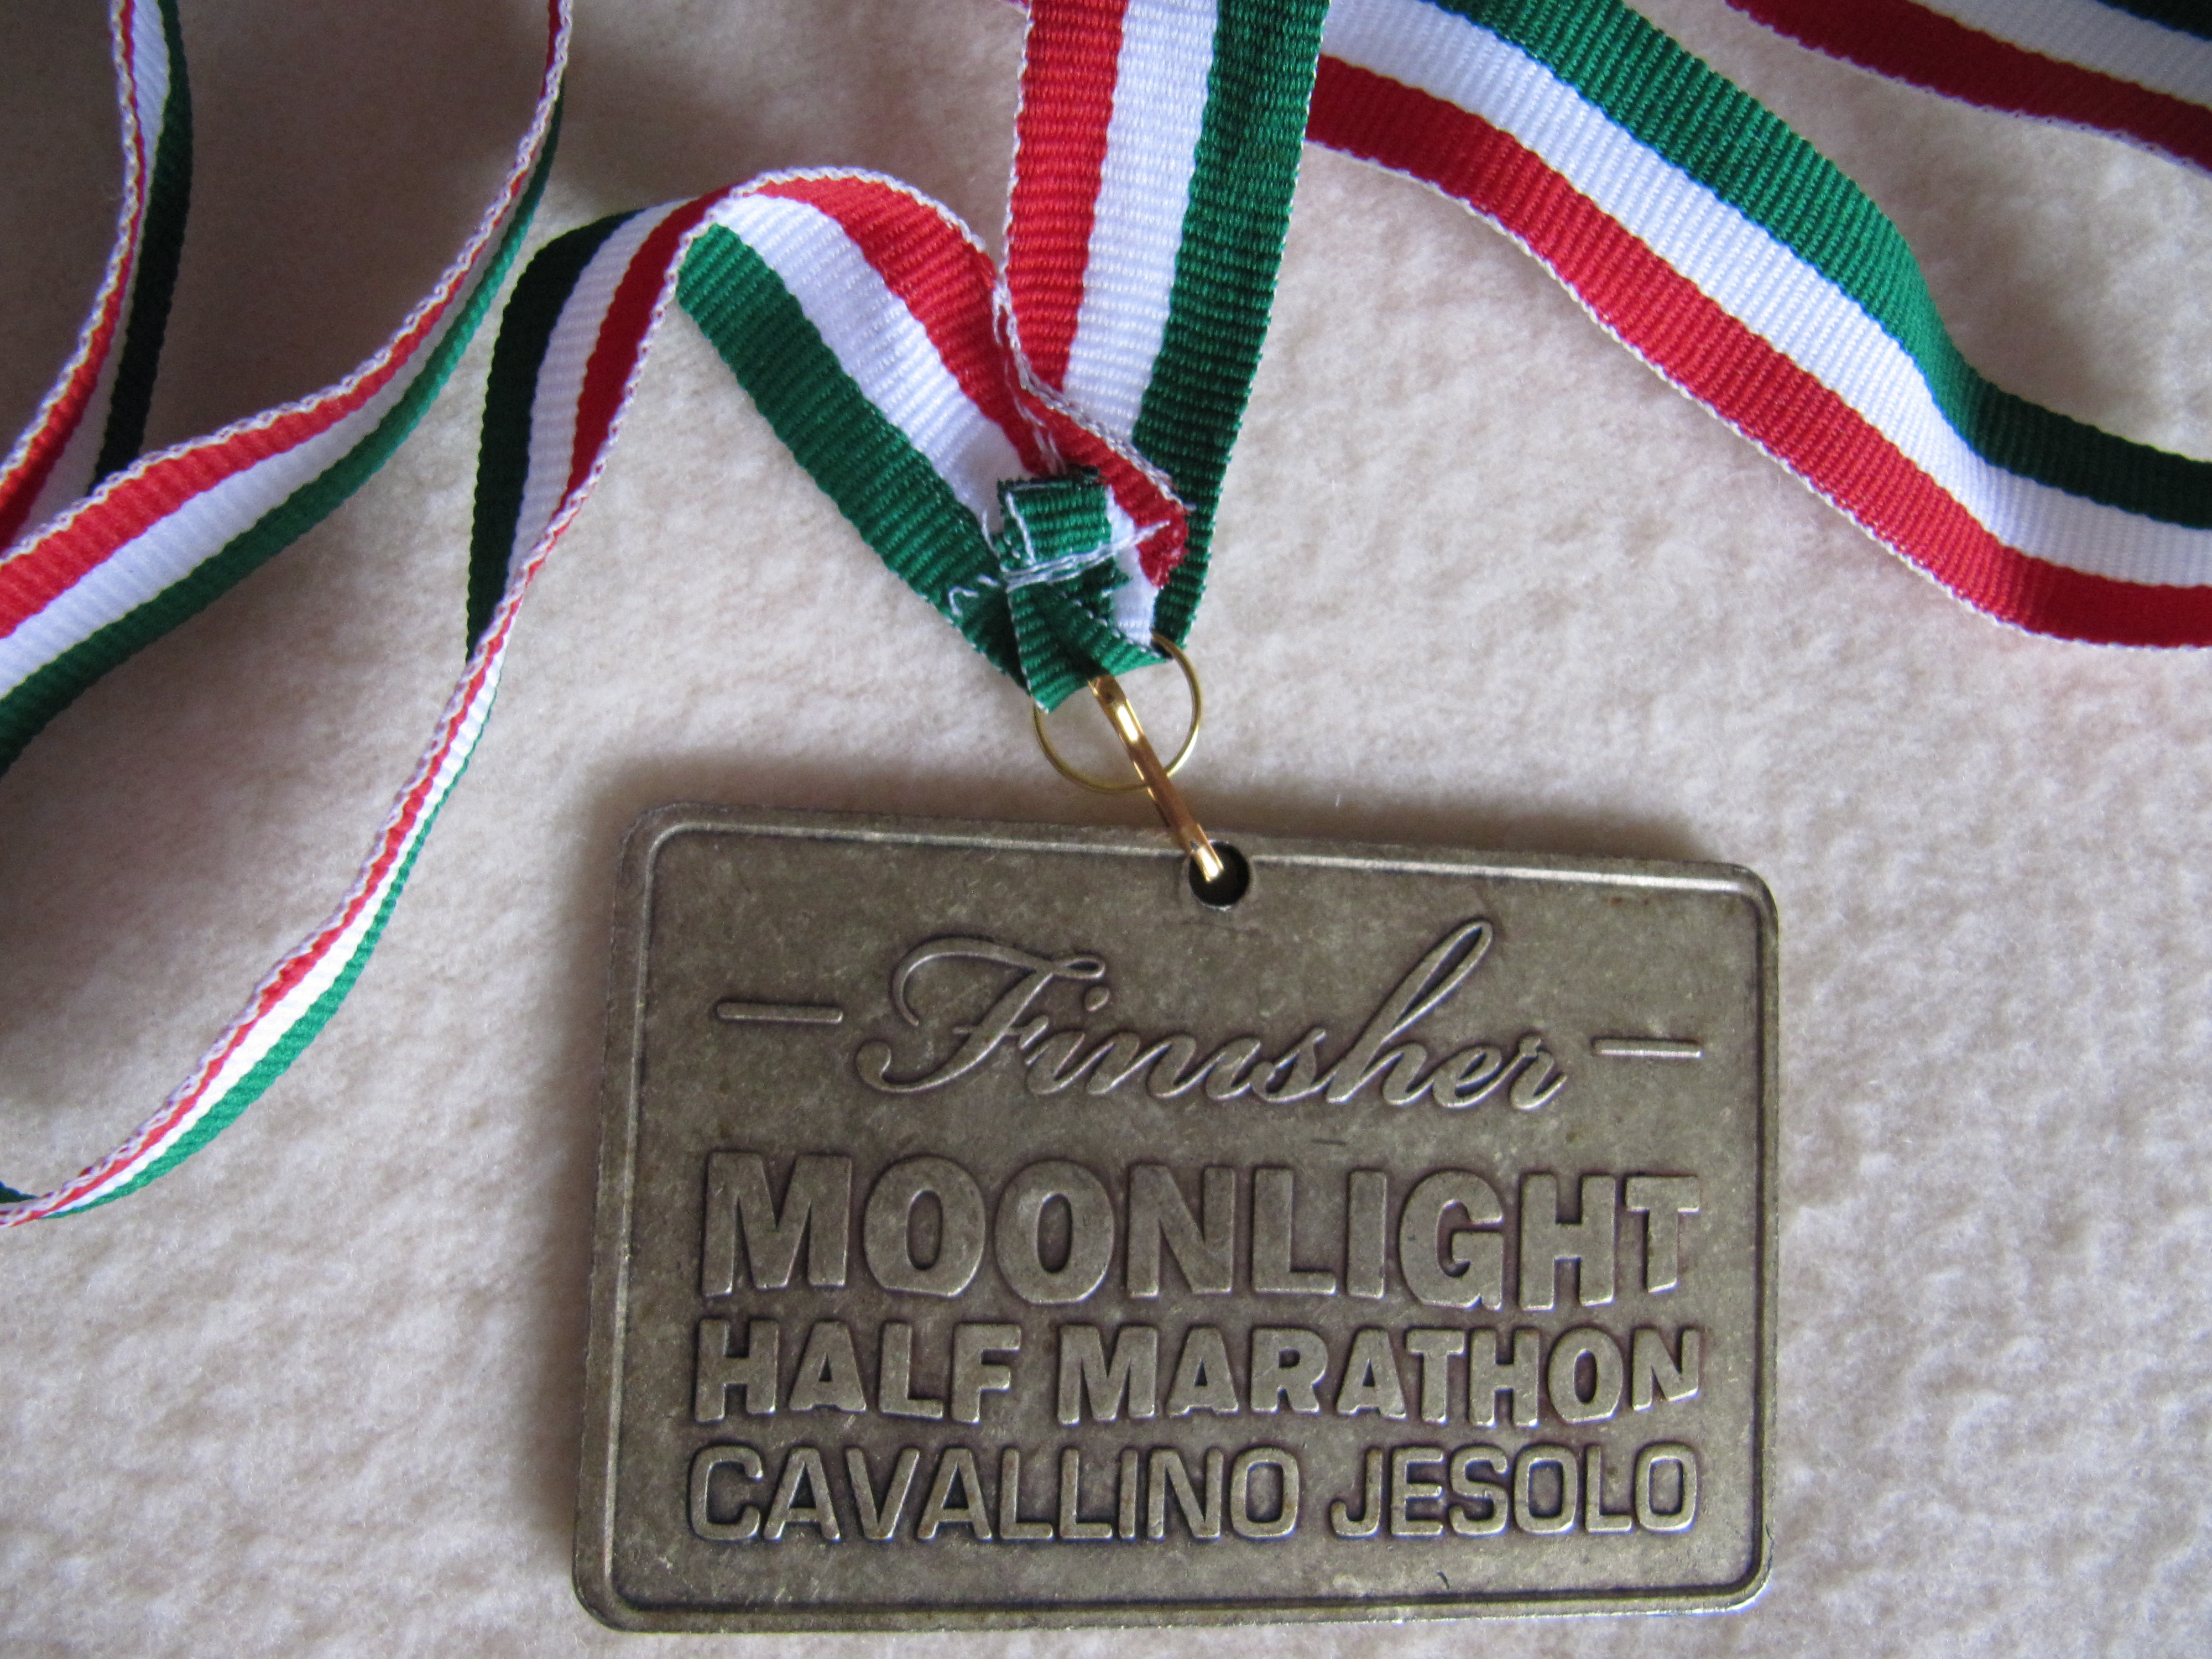 Finisher
MOONLIGHT
HALF MARATHON
CAVALLINO JESOLO